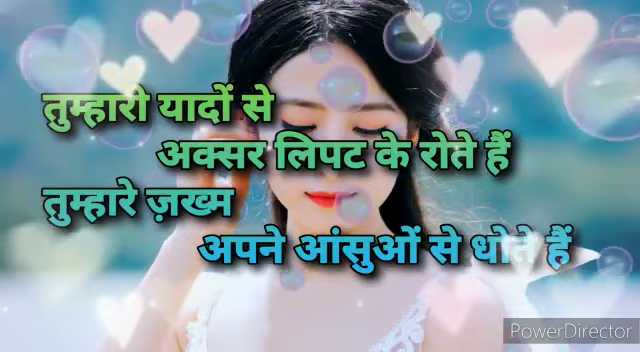 तुम्हारी यादों से
अक्सर लिपट के रोते हैं
तुम्हारे ज़ख्म
अपने आंसुओं से धोते हैं
PowerDirector